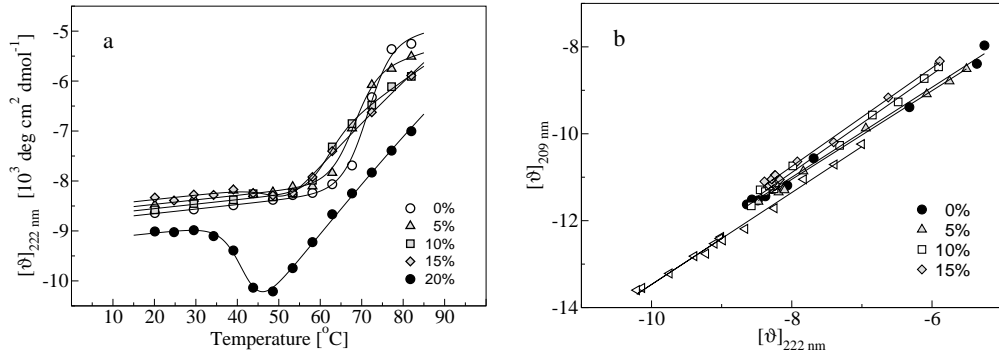 a
[ϑ]222 nm [10³ deg cm² dmol⁻¹]
-5
-6
-7
-8
-9
-10
0 10 20 30 40 50 60 70 80 90 100
Temperature [°C]
0%
5%
10%
15%
20%
b
[ϑ]209 nm
-8
-10
-12
-14
-10 -8 -6
[ϑ]222 nm
0%
5%
10%
15%